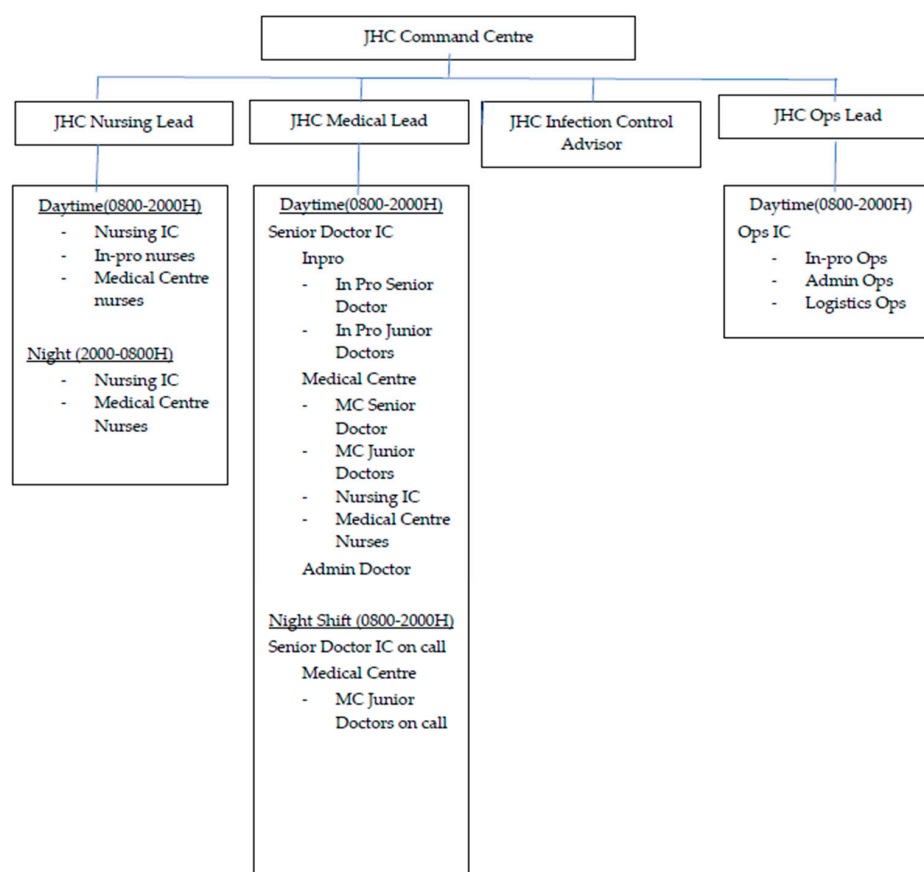 JHC Command Centre
JHC Nursing Lead
JHC Medical Lead
JHC Infection Control
Advisor
JHC Ops Lead
Daytime(0800-2000H)
- Nursing IC
- In-pro nurses
- Medical Centre
nurses
Night (2000-0800H)
- Nursing IC
- Medical Centre
Nurses
Daytime(0800-2000H)
Senior Doctor IC
Inpro
- In Pro Senior
Doctor
- In Pro Junior
Doctors
Medical Centre
- MC Senior
Doctor
- MC Junior
Doctors
- Nursing IC
- Medical Centre
Nurses
Admin Doctor
Night Shift (0800-2000H)
Senior Doctor IC on call
Medical Centre
- MC Junior
Doctors on call
Daytime(0800-2000H)
Ops IC
- In-pro Ops
- Admin Ops
- Logistics Ops